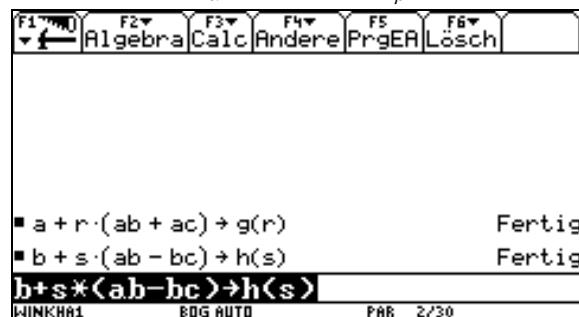 F1 F2 F3 F4 F5 F6
Algebra Calc Andere PrgEA Lösch
▪ a + r·(ab + ac) → g(r) Fertig
▪ b + s·(ab − bc) → h(s) Fertig
b+s*(ab-bc)→h(s)
WINKHA1 BOG AUTO PAR 2/30